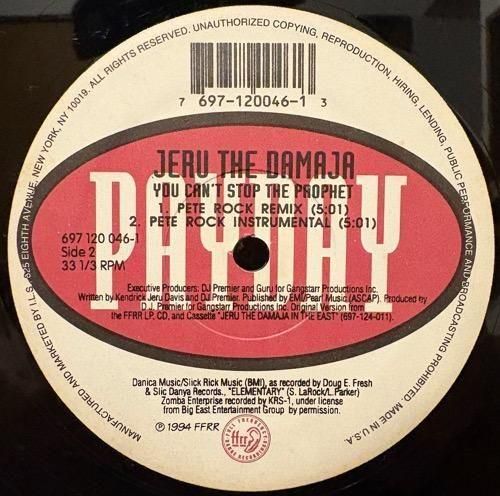 MANUFACTURED AND MARKETED BY I.L.S. 825 EIGHTH AVENUE, NEW YORK, NY 10019. ALL RIGHTS RESERVED. UNAUTHORIZED COPYING, REPRODUCTION, HIRING, LENDING, PUBLIC PERFORMANCE AND BROADCASTING PROHIBITED. MADE IN U.S.A.
7 697-120046-1 3
PAYDAY
JERU THE DAMAJA
YOU CAN'T STOP THE PROPHET
1. PETE ROCK REMIX (5:01)
2. PETE ROCK INSTRUMENTAL (5:01)
697 120 046-1
Side 2
33 1/3 RPM
Executive Producers: DJ Premier and Guru for Gangstarr Productions Inc.
Written by Kendrick Jeru Davis and DJ Premier. Published by EMI/Pearl Music (ASCAP). Produced by
D.J. Premier for Gangstarr Productions Inc. Original Version from
the FFRR LP, CD, and Cassette "JERU THE DAMAJA IN THE EAST" (697-124-011).
Danica Music/Slick Rick Music (BMI), as recorded by Doug E. Fresh
& Slic Danya Records., "ELEMENTARY" (S. LaRock/L. Parker)
Zomba Enterprise recorded by KRS-1, under license
from Big East Entertainment Group by permission.
℗ 1994 FFRR
FULL FREQUENCY
ffrr
RANGE RECORDINGS